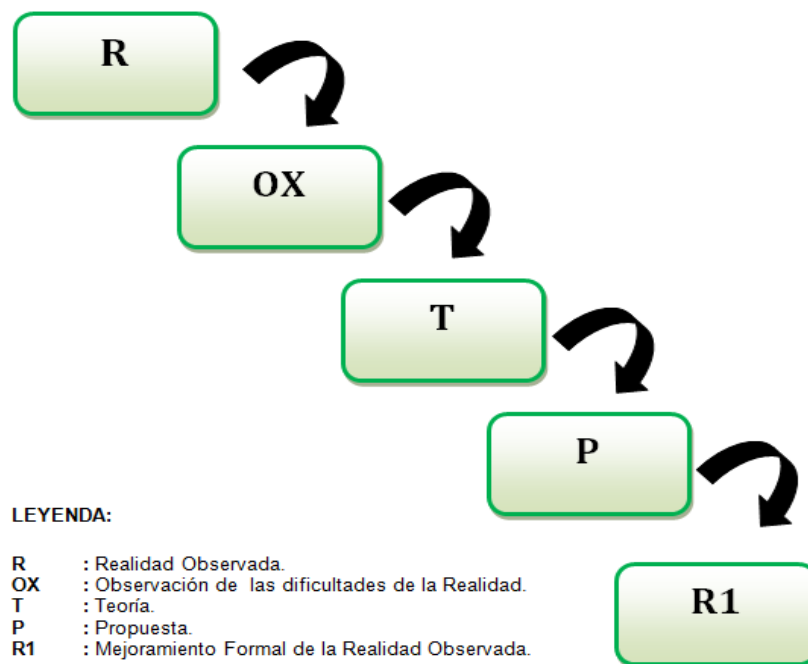 R
OX
T
P
R1
LEYENDA:
R : Realidad Observada.
OX : Observación de las dificultades de la Realidad.
T : Teoría.
P : Propuesta.
R1 : Mejoramiento Formal de la Realidad Observada.